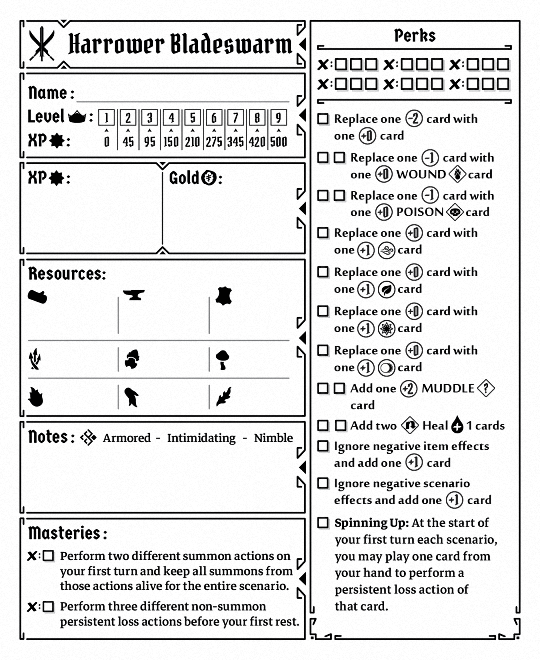 Harrower Bladeswarm
Name:
Level: 1 2 3 4 5 6 7 8 9
XP: 0 45 95 150 210 275 345 420 500
XP:
Gold:
Resources:
Notes: Armored - Intimidating - Nimble
Masteries:
Perform two different summon actions on
your first turn and keep all summons from
those actions alive for the entire scenario.
Perform three different non-summon
persistent loss actions before your first rest.
Perks
Replace one -2 card with
one +0 card
Replace one -1 card with
one +0 WOUND card
Replace one -1 card with
one +0 POISON card
Replace one +0 card with
one +1 card
Replace one +0 card with
one +1 card
Replace one +0 card with
one +1 card
Replace one +0 card with
one +1 card
Add one +2 MUDDLE ?
card
Add two Heal 1 cards
Ignore negative item effects
and add one +1 card
Ignore negative scenario
effects and add one +1 card
Spinning Up: At the start of
your first turn each scenario,
you may play one card from
your hand to perform a
persistent loss action of
that card.